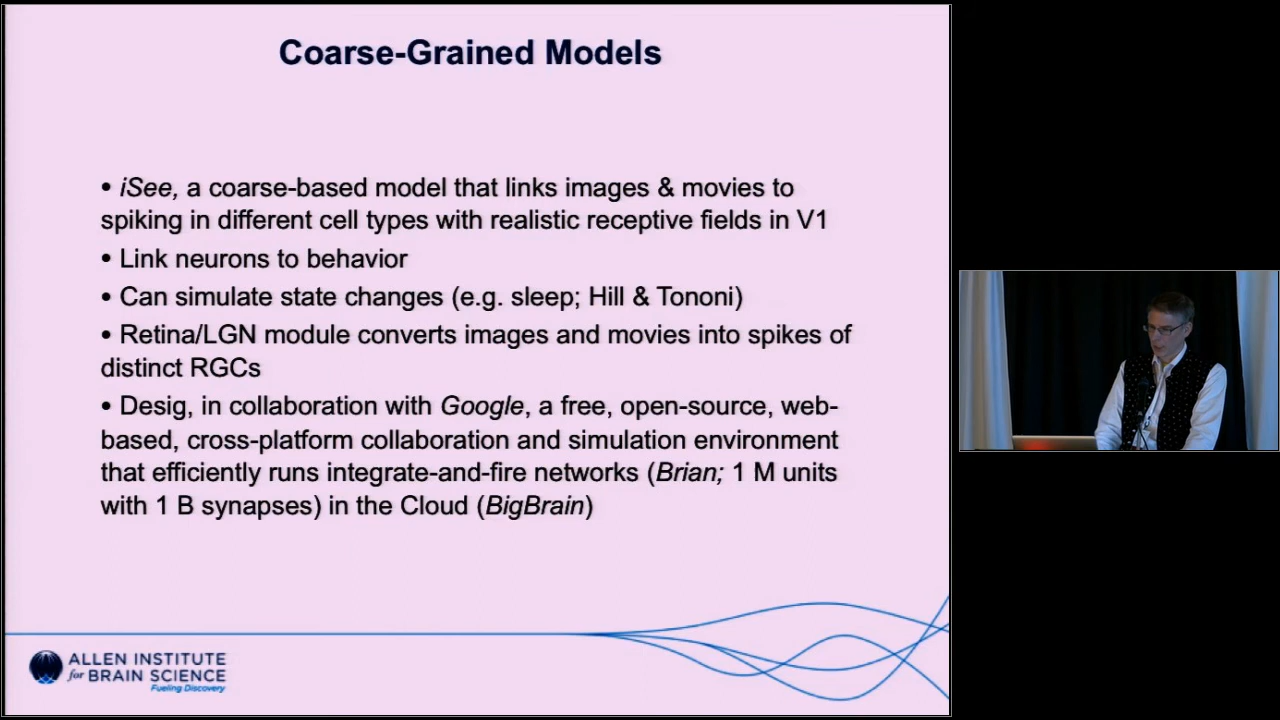 Coarse-Grained Models
• iSee, a coarse-based model that links images & movies to
spiking in different cell types with realistic receptive fields in V1
• Link neurons to behavior
• Can simulate state changes (e.g. sleep; Hill & Tononi)
• Retina/LGN module converts images and movies into spikes of
distinct RGCs
• Desig, in collaboration with Google, a free, open-source, web-
based, cross-platform collaboration and simulation environment
that efficiently runs integrate-and-fire networks (Brian; 1 M units
with 1 B synapses) in the Cloud (BigBrain)
ALLEN INSTITUTE
for BRAIN SCIENCE
Fueling Discovery